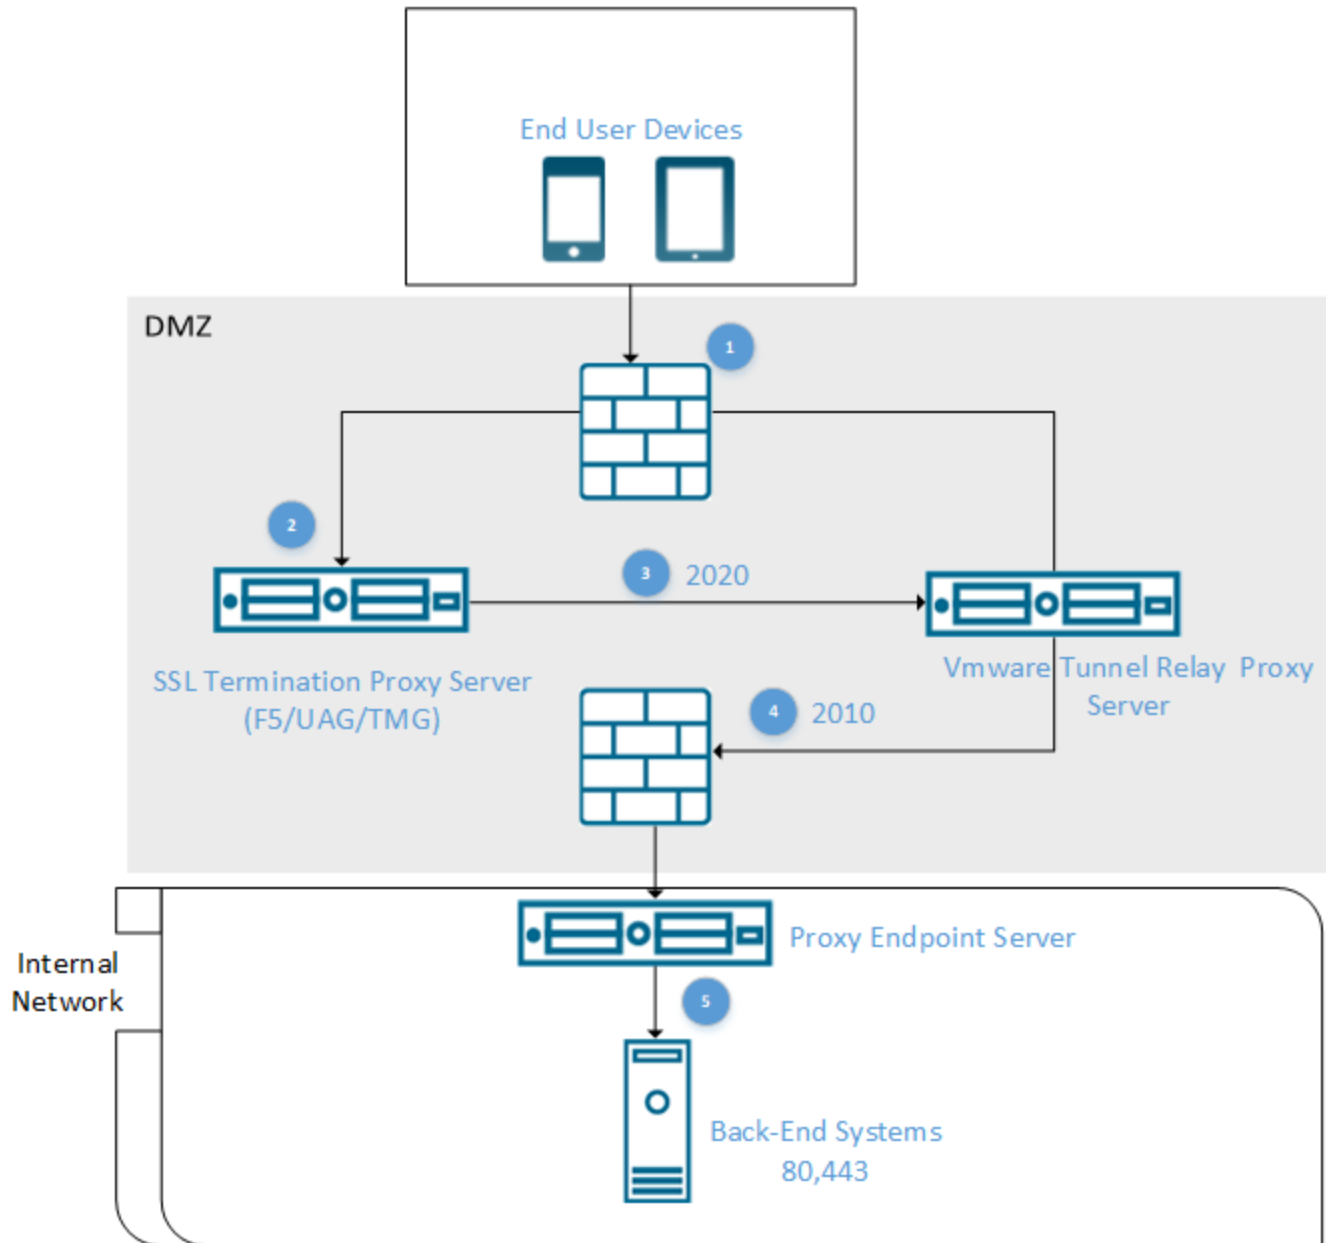 End User Devices
DMZ
1
2
3
2020
SSL Termination Proxy Server
(F5/UAG/TMG)
Vmware Tunnel Relay Proxy
Server
4
2010
Proxy Endpoint Server
Internal
Network
5
Back-End Systems
80,443